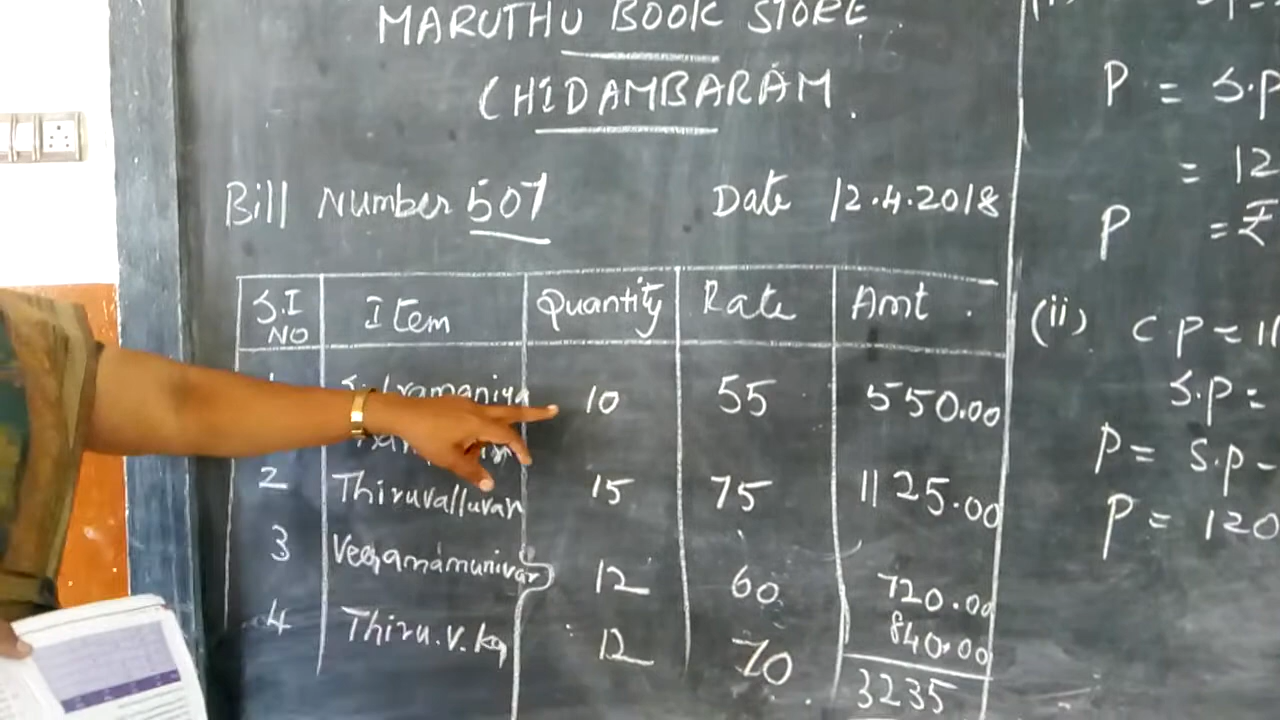 MARUTHU BOOK STORE.
CHIDAMBARAM.
Bill Number 507 Date 12.4.2018
S.I NO Item Quantity Rate Amt.
10 55 550.00
2 Thiruvalluvar 15 75 1125.00
3 Veeramamunivar 12 60 720.00
4 Thiru.V.Ka 12 70 840.00
3235
P = S.P
= 12
P = ₹
(ii) C P =
S.P =
P = S.P -
P = 120